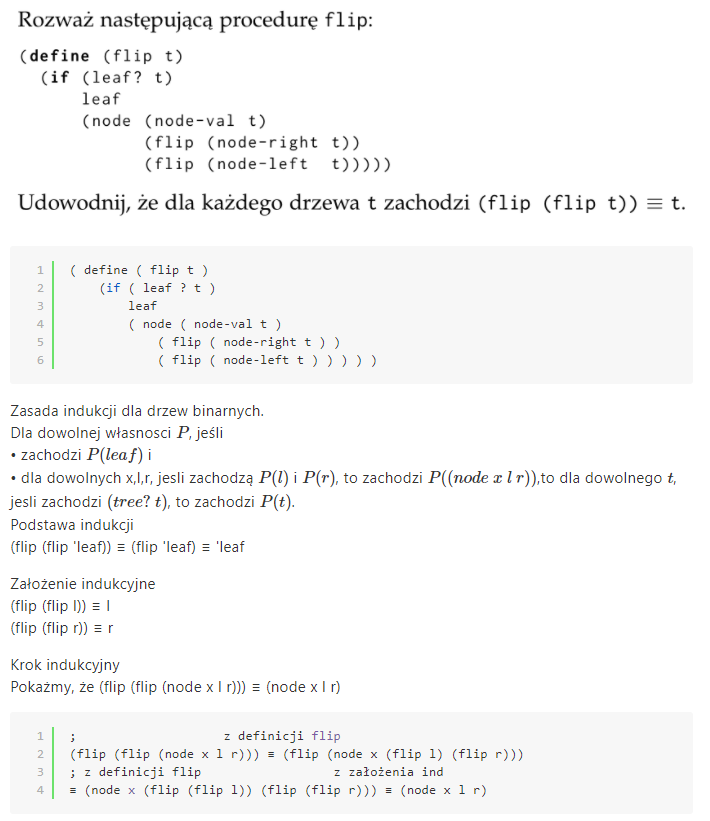 Rozważ następującą procedurę flip:
(define (flip t)
(if (leaf? t)
leaf
(node (node-val t)
(flip (node-right t))
(flip (node-left t)))))
Udowodnij, że dla każdego drzewa t zachodzi (flip (flip t)) ≡ t.
1 ( define ( flip t )
2 (if ( leaf ? t )
3 leaf
4 ( node ( node-val t )
5 ( flip ( node-right t ) )
6 ( flip ( node-left t ) ) ) ) )
Zasada indukcji dla drzew binarnych.
Dla dowolnej własnosci P, jeśli
• zachodzi P(leaf) i
• dla dowolnych x,l,r, jesli zachodzą P(l) i P(r), to zachodzi P((node x l r)),to dla dowolnego t,
jesli zachodzi (tree? t), to zachodzi P(t).
Podstawa indukcji
(flip (flip 'leaf)) ≡ (flip 'leaf) ≡ 'leaf
Założenie indukcyjne
(flip (flip l)) ≡ l
(flip (flip r)) ≡ r
Krok indukcyjny
Pokażmy, że (flip (flip (node x l r))) ≡ (node x l r)
1 ; z definicji flip
2 (flip (flip (node x l r))) ≡ (flip (node x (flip l) (flip r)))
3 ; z definicji flip z założenia ind
4 ≡ (node x (flip (flip l)) (flip (flip r))) ≡ (node x l r)